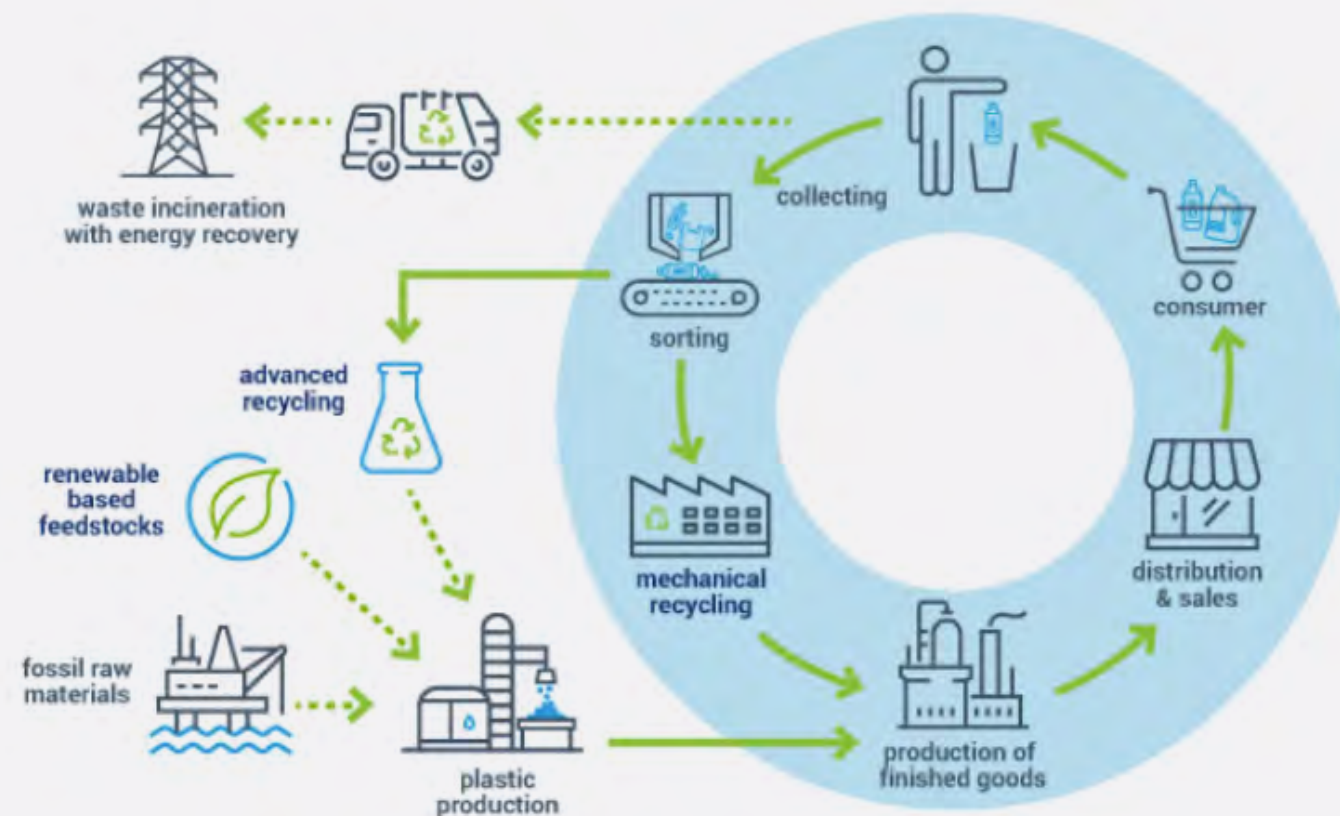 waste incineration
with energy recovery
collecting
sorting
consumer
advanced
recycling
renewable
based
feedstocks
mechanical
recycling
distribution
& sales
fossil raw
materials
plastic
production
production of
finished goods